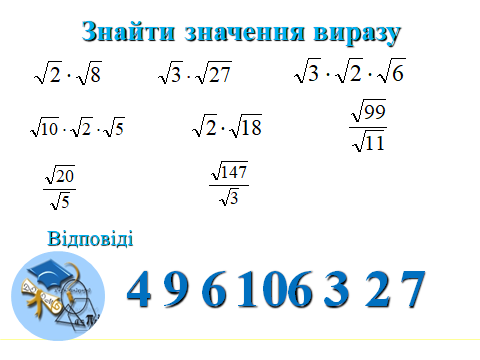 Знайти значення виразу
√2 · √8 √3 · √27 √3 · √2 · √6
√10 · √2 · √5 √2 · √18 √99/√11
√20/√5 √147/√3
Відповіді
4 9 6 10 6 3 2 7